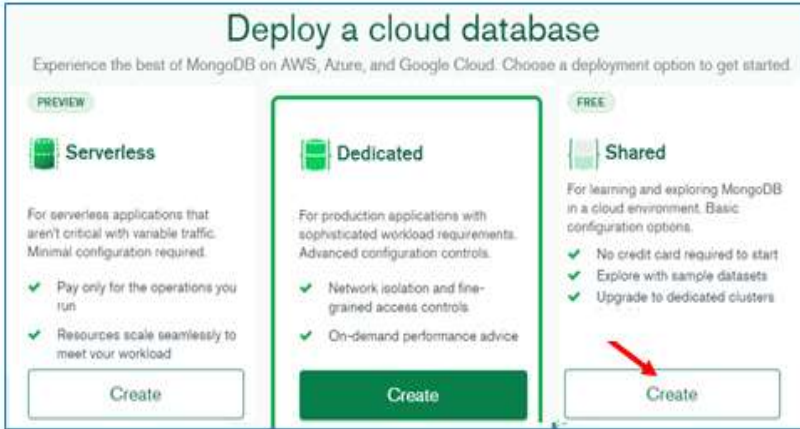 Deploy a cloud database
Experience the best of MongoDB on AWS, Azure, and Google Cloud. Choose a deployment option to get started.
PREVIEW
Serverless
For serverless applications that
aren't critical with variable traffic.
Minimal configuration required.
Pay only for the operations you
run
Resources scale seamlessly to
meet your workload
Create
Dedicated
For production applications with
sophisticated workload requirements.
Advanced configuration controls.
Network isolation and fine-
grained access controls
On-demand performance advice
Create
FREE
Shared
For learning and exploring MongoDB
in a cloud environment. Basic
configuration options.
No credit card required to start
Explore with sample datasets
Upgrade to dedicated clusters
Create